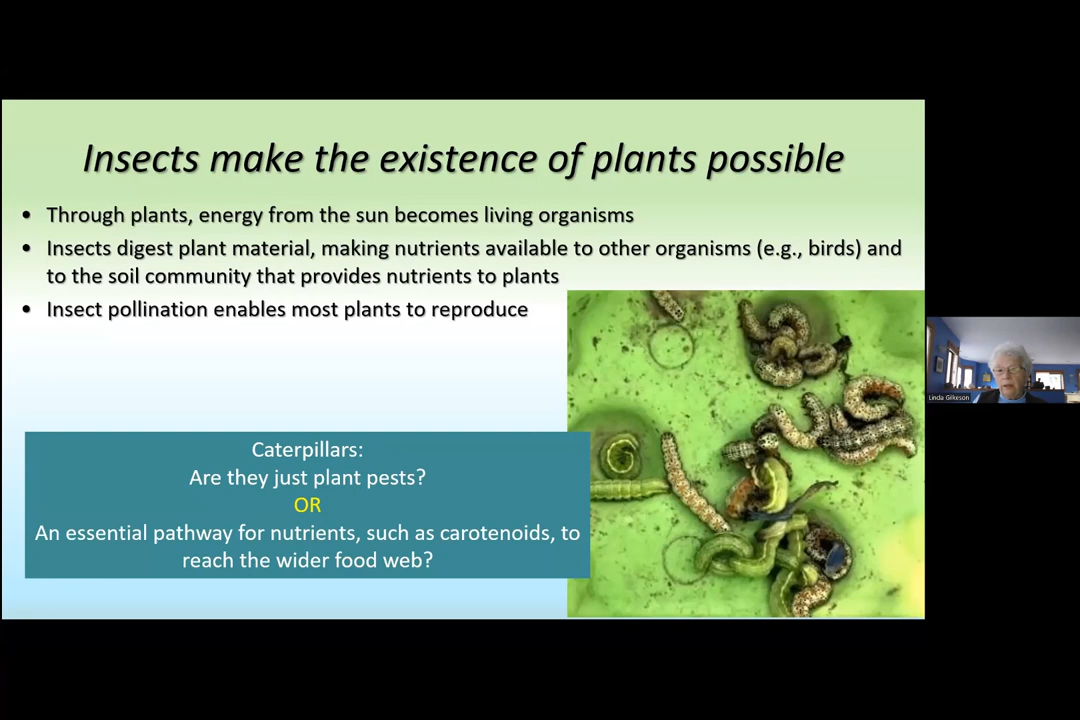 Insects make the existence of plants possible
• Through plants, energy from the sun becomes living organisms
• Insects digest plant material, making nutrients available to other organisms (e.g., birds) and
to the soil community that provides nutrients to plants
• Insect pollination enables most plants to reproduce
Caterpillars:
Are they just plant pests?
OR
An essential pathway for nutrients, such as carotenoids, to
reach the wider food web?
Linda Gilkeson